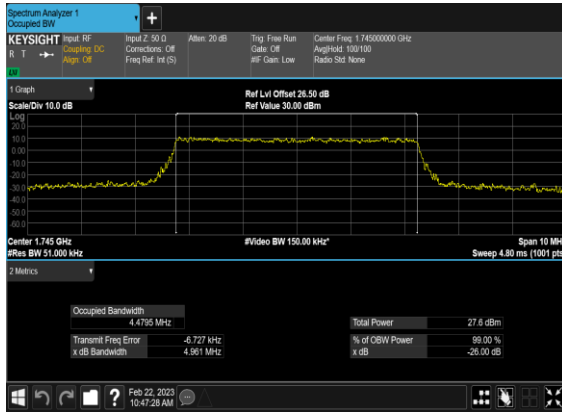 Spectrum Analyzer 1
Occupied BW
+
KEYSIGHT Input: RF Input Z: 50 Ω Atten: 20 dB Trig: Free Run Center Freq: 1.745000000 GHz
R T Coupling: DC Corrections: Off Gate: Off Avg|Hold: 100/100
Align: Off Freq Ref: Int (S) #IF Gain: Low Radio Std: None
1 Graph
Ref Lvl Offset 26.50 dB
Scale/Div 10.0 dB Ref Value 30.00 dBm
Log
20.0
10.0
0.00
-10.0
-20.0
-30.0
-40.0
-50.0
-60.0
Center 1.745 GHz #Video BW 150.00 kHz* Span 10 MH
#Res BW 51.000 kHz Sweep 4.80 ms (1001 pts
2 Metrics
Occupied Bandwidth
4.4795 MHz Total Power 27.6 dBm
Transmit Freq Error -6.727 kHz % of OBW Power 99.00 %
x dB Bandwidth 4.961 MHz x dB -26.00 dB
? Feb 22, 2023
10:47:28 AM